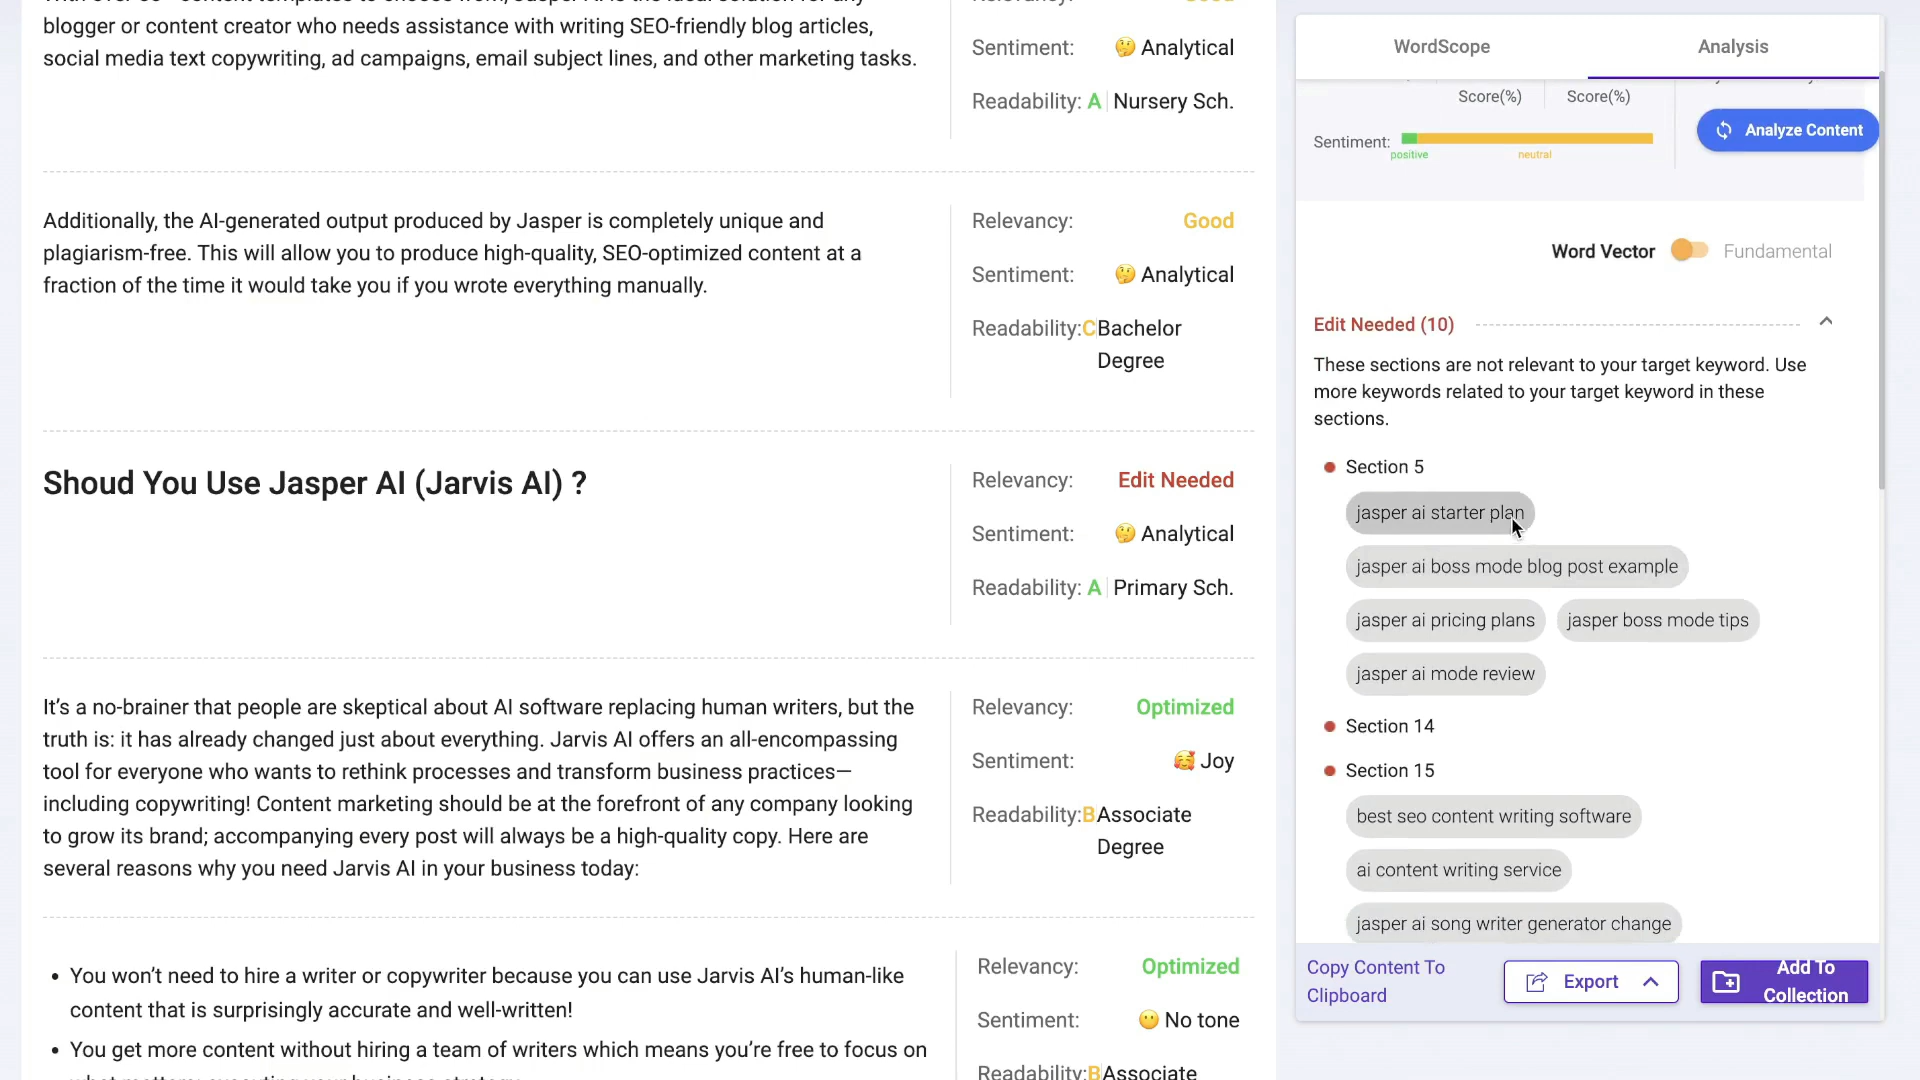 blogger or content creator who needs assistance with writing SEO-friendly blog articles,
social media text copywriting, ad campaigns, email subject lines, and other marketing tasks.
Relevancy: Good
Sentiment: 🤔 Analytical
Readability: A Nursery Sch.
Additionally, the AI-generated output produced by Jasper is completely unique and
plagiarism-free. This will allow you to produce high-quality, SEO-optimized content at a
fraction of the time it would take you if you wrote everything manually.
Relevancy: Good
Sentiment: 🤔 Analytical
Readability: C Bachelor
Degree
Shoud You Use Jasper AI (Jarvis AI) ?
Relevancy: Edit Needed
Sentiment: 🤔 Analytical
Readability: A Primary Sch.
It's a no-brainer that people are skeptical about AI software replacing human writers, but the
truth is: it has already changed just about everything. Jarvis AI offers an all-encompassing
tool for everyone who wants to rethink processes and transform business practices—
including copywriting! Content marketing should be at the forefront of any company looking
to grow its brand; accompanying every post will always be a high-quality copy. Here are
several reasons why you need Jarvis AI in your business today:
Relevancy: Optimized
Sentiment: 🥰 Joy
Readability: B Associate
Degree
• You won't need to hire a writer or copywriter because you can use Jarvis AI's human-like
content that is surprisingly accurate and well-written!
• You get more content without hiring a team of writers which means you're free to focus on
Relevancy: Optimized
Sentiment: 😶 No tone
Readability: B Associate
WordScope
Analysis
Score(%)
Score(%)
Sentiment:
positive
neutral
Analyze Content
Word Vector
Fundamental
Edit Needed (10)
These sections are not relevant to your target keyword. Use
more keywords related to your target keyword in these
sections.
Section 5
jasper ai starter plan
jasper ai boss mode blog post example
jasper ai pricing plans
jasper boss mode tips
jasper ai mode review
Section 14
Section 15
best seo content writing software
ai content writing service
jasper ai song writer generator change
Copy Content To
Clipboard
Export
Add To
Collection